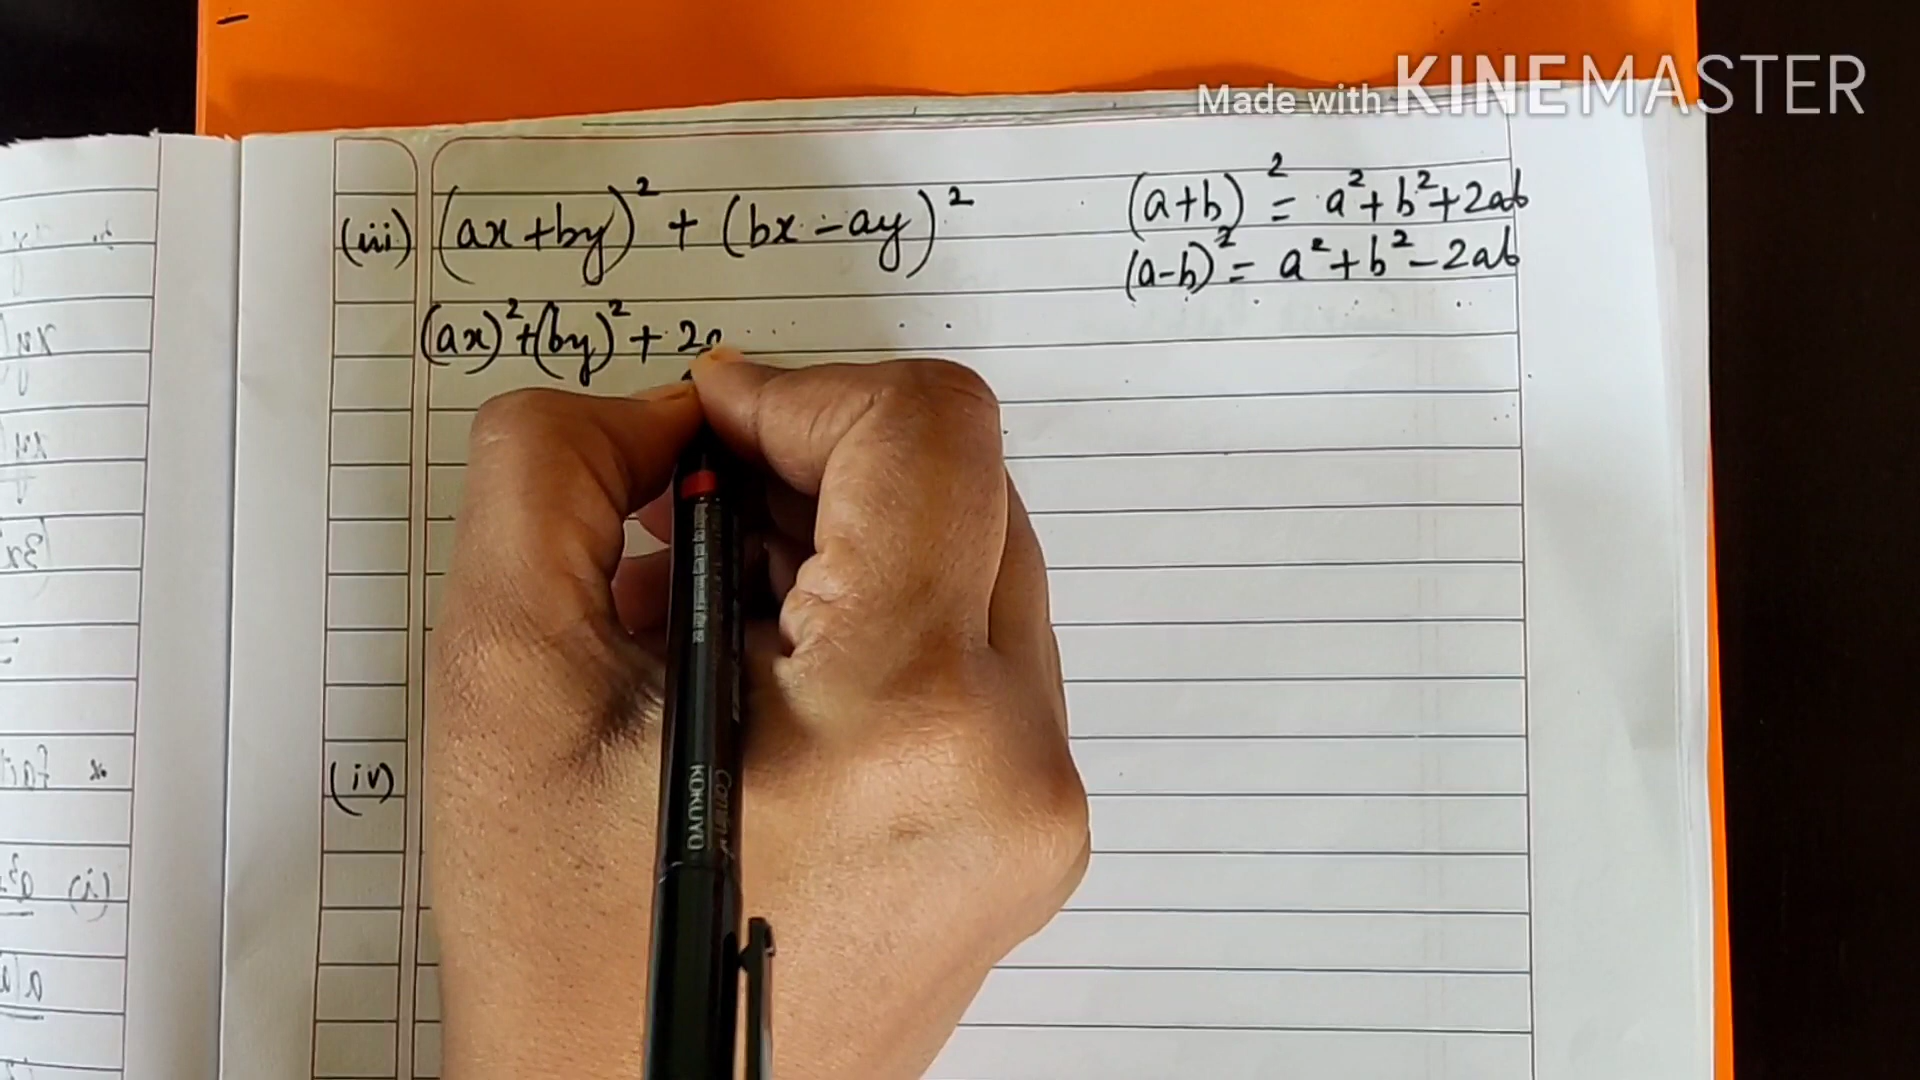 Made with KINEMASTER
(iii) (ax+by)² + (bx-ay)²
(a+b)² = a²+b²+2ab
(a-b)² = a²+b²-2ab
(ax)²+(by)²+2a
(iv)
KOKUYO